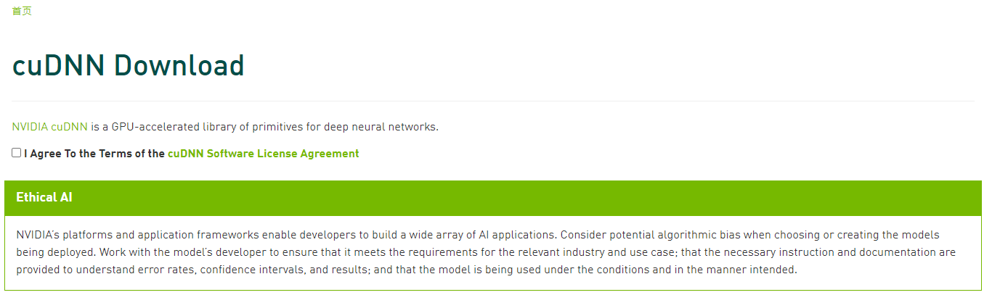 首页
cuDNN Download
NVIDIA cuDNN is a GPU-accelerated library of primitives for deep neural networks.
I Agree To the Terms of the cuDNN Software License Agreement
Ethical AI
NVIDIA’s platforms and application frameworks enable developers to build a wide array of AI applications. Consider potential algorithmic bias when choosing or creating the models
being deployed. Work with the model’s developer to ensure that it meets the requirements for the relevant industry and use case; that the necessary instruction and documentation are
provided to understand error rates, confidence intervals, and results; and that the model is being used under the conditions and in the manner intended.